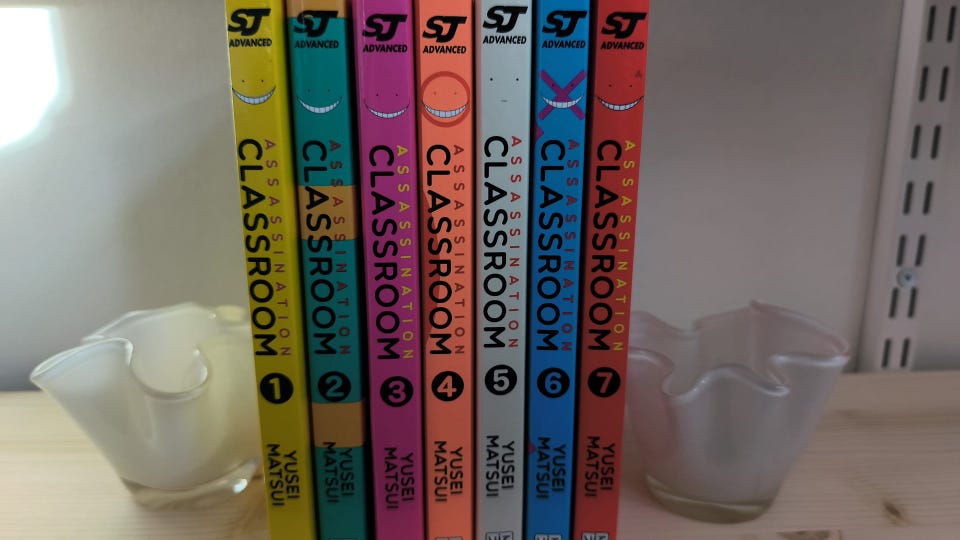 SJ ADVANCED
ASSASSINATION
CLASSROOM
1
YUSEI
MATSUI
SJ ADVANCED
ASSASSINATION
CLASSROOM
2
YUSEI
MATSUI
SJ ADVANCED
ASSASSINATION
CLASSROOM
3
YUSEI
MATSUI
SJ ADVANCED
ASSASSINATION
CLASSROOM
4
YUSEI
MATSUI
SJ ADVANCED
ASSASSINATION
CLASSROOM
5
YUSEI
MATSUI
SJ ADVANCED
ASSASSINATION
CLASSROOM
6
YUSEI
MATSUI
SJ ADVANCED
ASSASSINATION
CLASSROOM
7
YUSEI
MATSUI